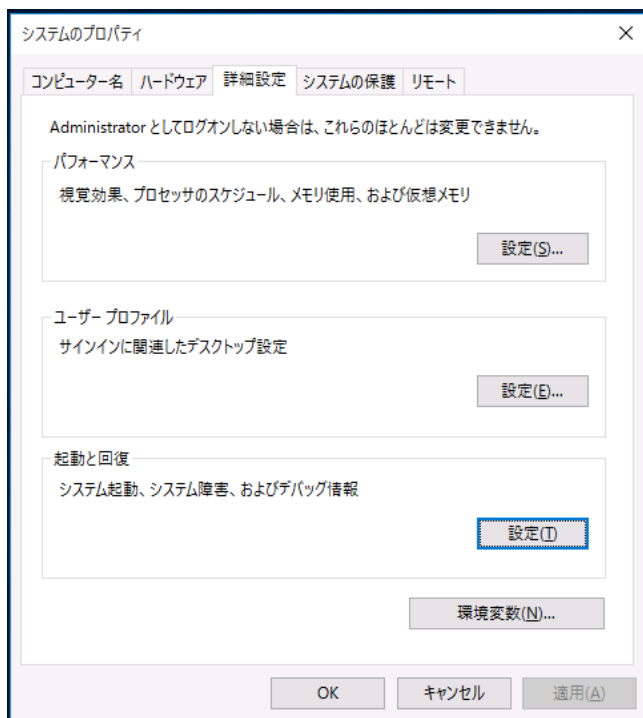 システムのプロパティ
コンピューター名 ハードウェア 詳細設定 システムの保護 リモート
Administrator としてログオンしない場合は、これらのほとんどは変更できません。
パフォーマンス
視覚効果、プロセッサのスケジュール、メモリ使用、および仮想メモリ
設定(S)...
ユーザー プロファイル
サインインに関連したデスクトップ設定
設定(E)...
起動と回復
システム起動、システム障害、およびデバッグ情報
設定(T)
環境変数(N)...
OK キャンセル 適用(A)